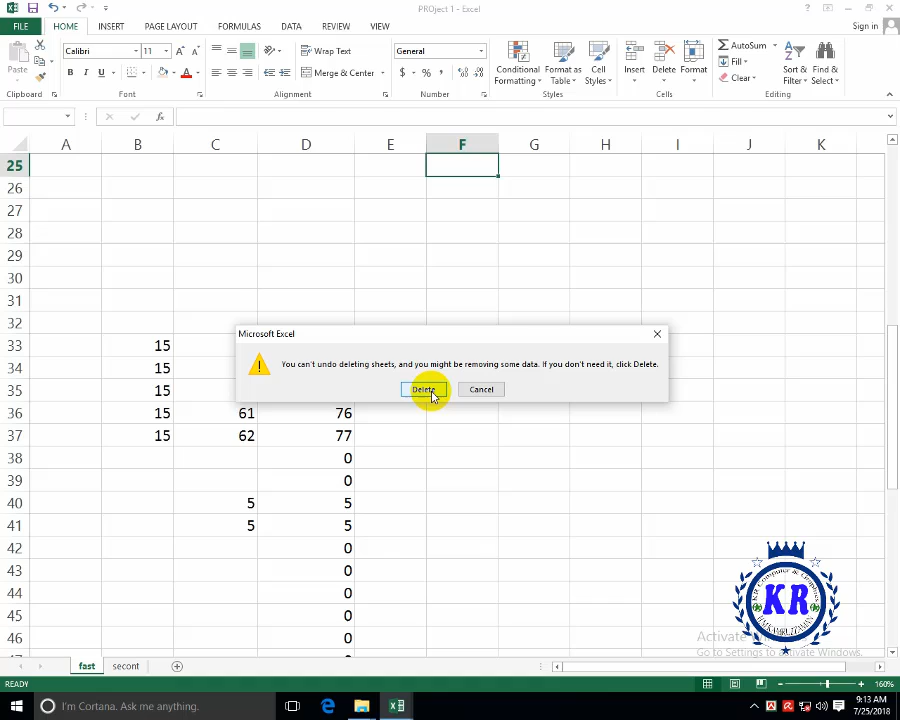 PROject 1 - Excel
FILE HOME INSERT PAGE LAYOUT FORMULAS DATA REVIEW VIEW Sign in
Paste Calibri 11 Wrap Text General Conditional Formatting Format as Table Cell Styles Insert Delete Format AutoSum Fill Clear Sort & Filter Find & Select
B I U Merge & Center $ %
Clipboard Font Alignment Number Styles Cells Editing
fx
A B C D E F G H I J K
25
26
27
28
29
30
31
32
33 15
34 15
35 15
36 15 61 76
37 15 62 77
38 0
39 0
40 5 5
41 5 5
42 0
43 0
44 0
45 0
46 0
Microsoft Excel
You can't undo deleting sheets, and you might be removing some data. If you don't need it, click Delete.
Delete Cancel
KR Computer & Graphics
KR
Activate Windows
Go to Settings to activate Windows.
fast secont
READY 160%
I'm Cortana. Ask me anything.
9:13 AM
7/25/2018